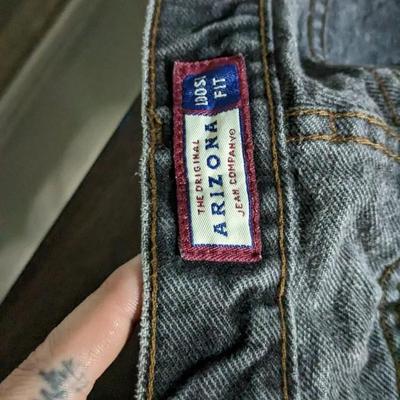 THE ORIGINAL
ARIZONA
JEAN COMPANY®
LOOSE
FIT